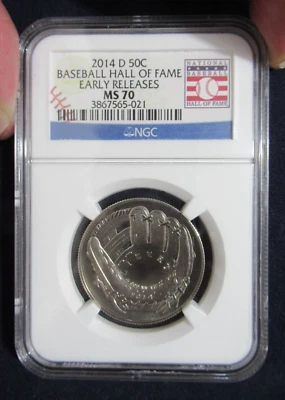 2014 D 50C
BASEBALL HALL OF FAME
EARLY RELEASES
MS 70
3867565-021
NGC
NATIONAL
BASEBALL
HALL OF FAME